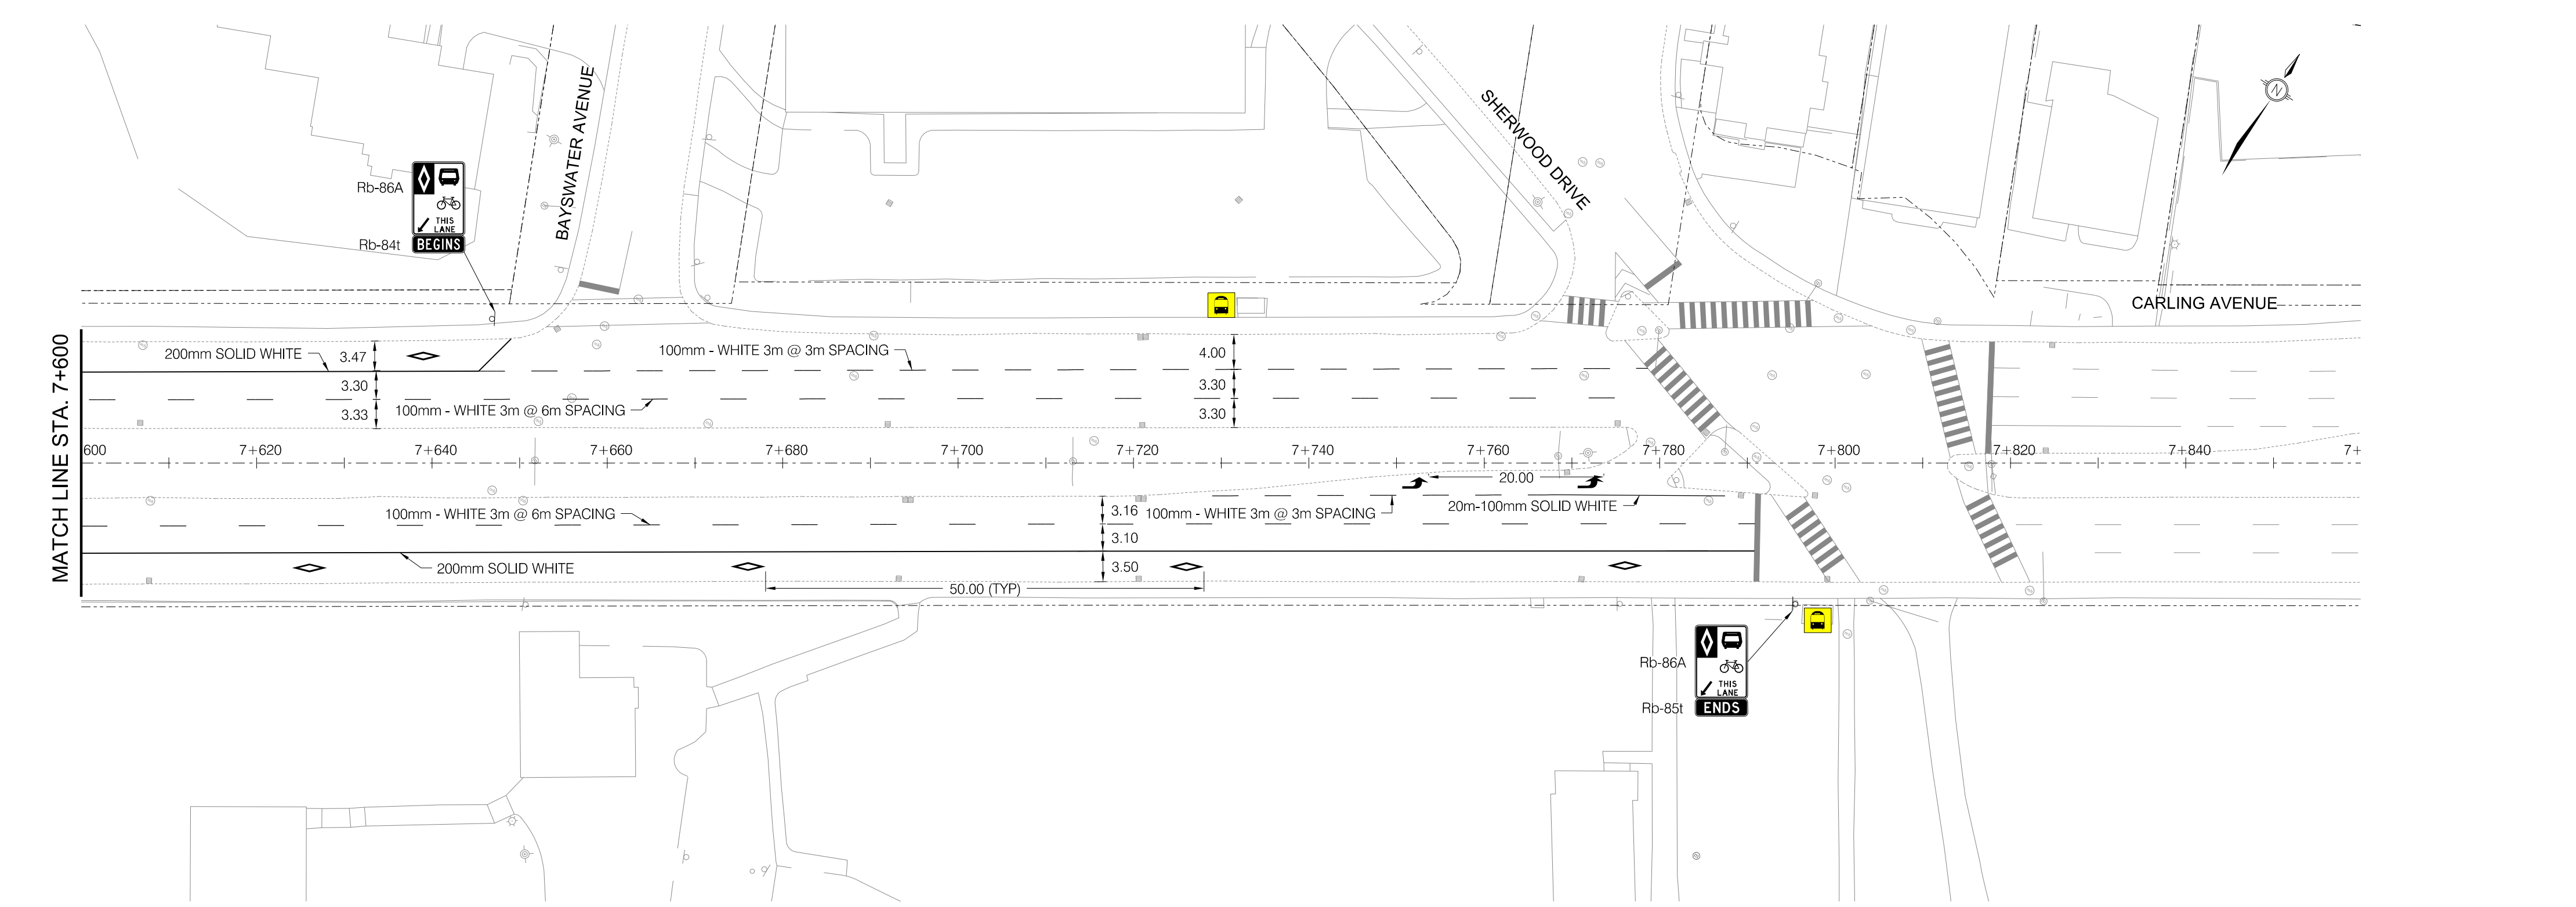 BAYSWATER AVENUE
SHERWOOD DRIVE
N
Rb-86A
THIS
LANE
Rb-84t
BEGINS
CARLING AVENUE
MATCH LINE STA. 7+600
200mm SOLID WHITE
3.47
100mm - WHITE 3m @ 3m SPACING
4.00
3.30
3.30
3.33
100mm - WHITE 3m @ 6m SPACING
3.30
600
7+620
7+640
7+660
7+680
7+700
7+720
7+740
7+760
7+780
7+800
7+820
7+840
7+
20.00
100mm - WHITE 3m @ 6m SPACING
3.16
100mm - WHITE 3m @ 3m SPACING
20m-100mm SOLID WHITE
3.10
200mm SOLID WHITE
3.50
50.00 (TYP)
Rb-86A
THIS
LANE
Rb-85t
ENDS